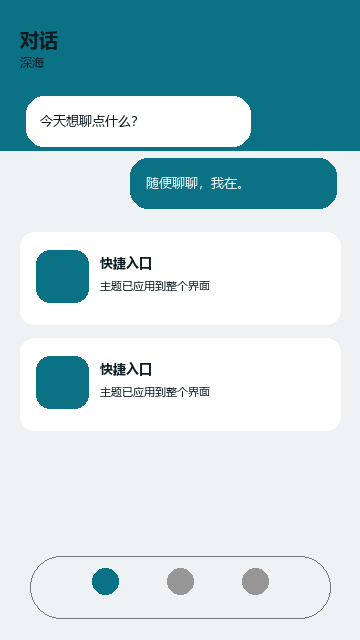 对话
深海
今天想聊点什么？
随便聊聊，我在。
快捷入口
主题已应用到整个界面
快捷入口
主题已应用到整个界面